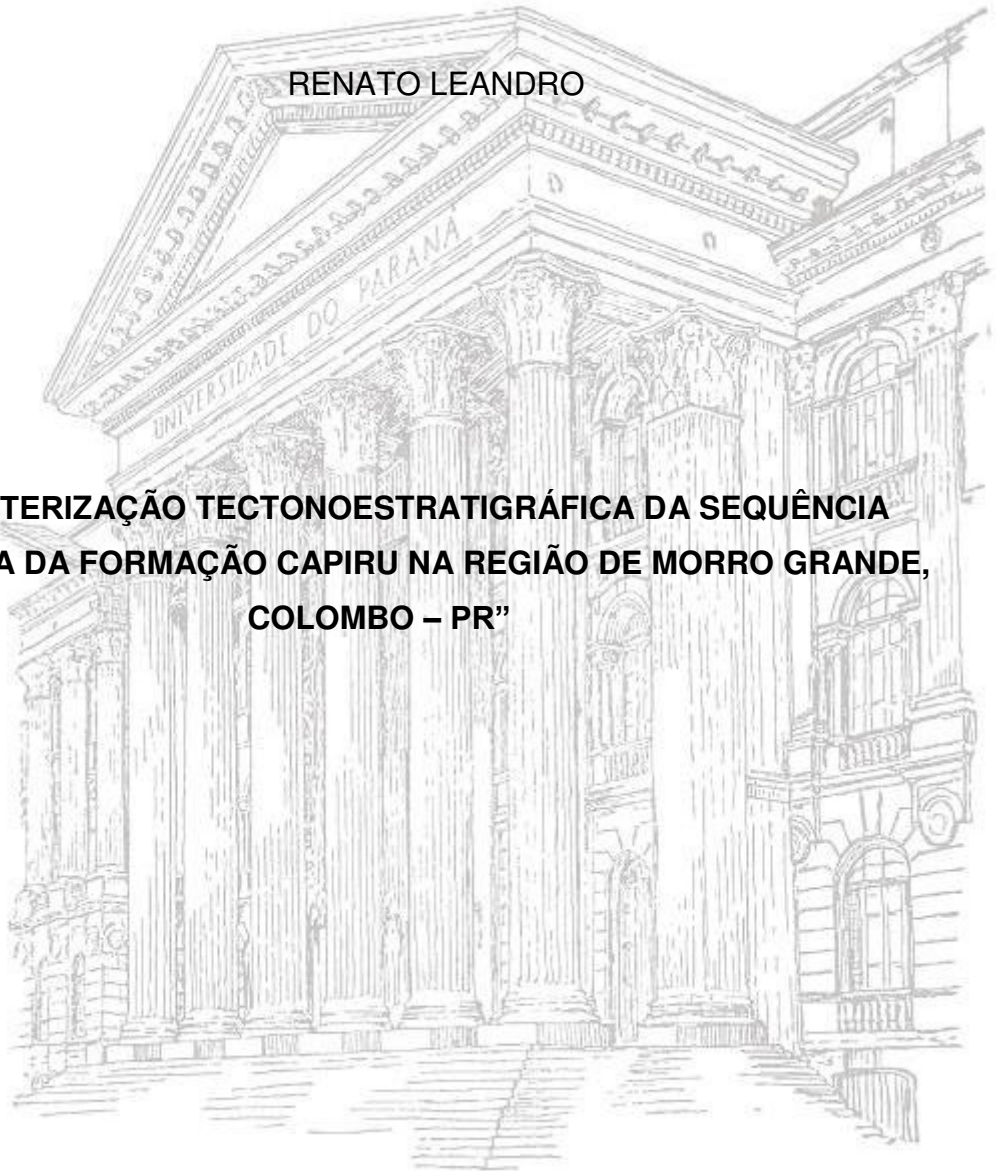 RENATO LEANDRO
UNIVERSIDADE DO PARANÁ
TERIZAÇÃO TECTONOESTRATIGRÁFICA DA SEQUÊNCIA
A DA FORMAÇÃO CAPIRU NA REGIÃO DE MORRO GRANDE,
COLOMBO – PR”